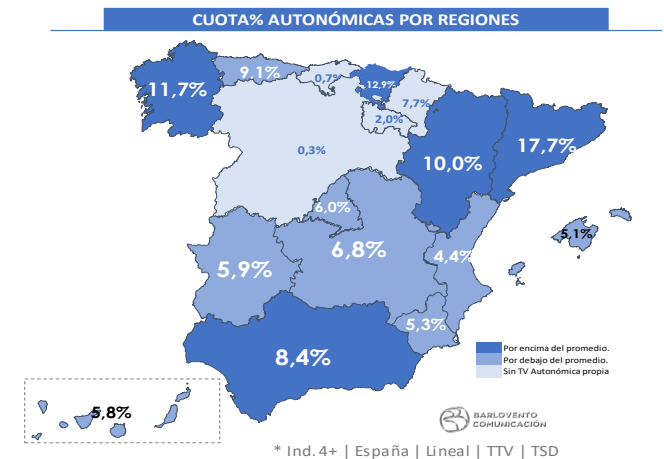 CUOTA% AUTONÓMICAS POR REGIONES
11,7%
9.1%
0,7%
12,9%
7,7%
2,0%
17,7%
10,0%
0,3%
6,0%
6,8%
5,9%
4,4%
5,1%
5,3%
8,4%
5,8%
Por encima del promedio.
Por debajo del promedio.
Sin TV Autonómica propia
BARLOVENTO
COMUNICACIÓN
* Ind. 4+ | España | Lineal | TTV | TSD